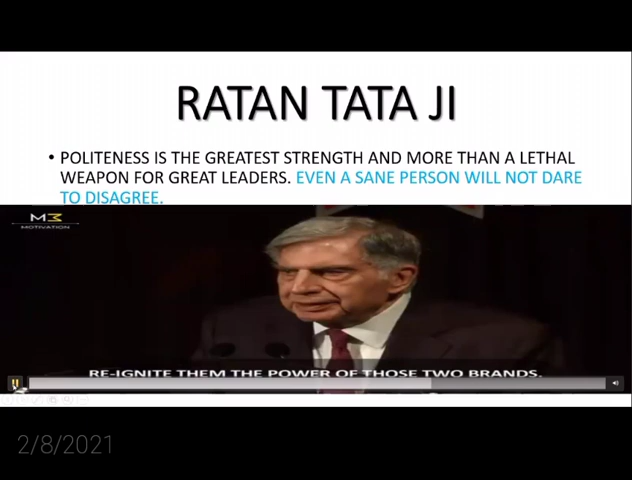 RATAN TATA JI
• POLITENESS IS THE GREATEST STRENGTH AND MORE THAN A LETHAL
WEAPON FOR GREAT LEADERS. EVEN A SANE PERSON WILL NOT DARE
TO DISAGREE.
M3
MOTIVATION
RE-IGNITE THEM THE POWER OF THOSE TWO BRANDS.
2/8/2021